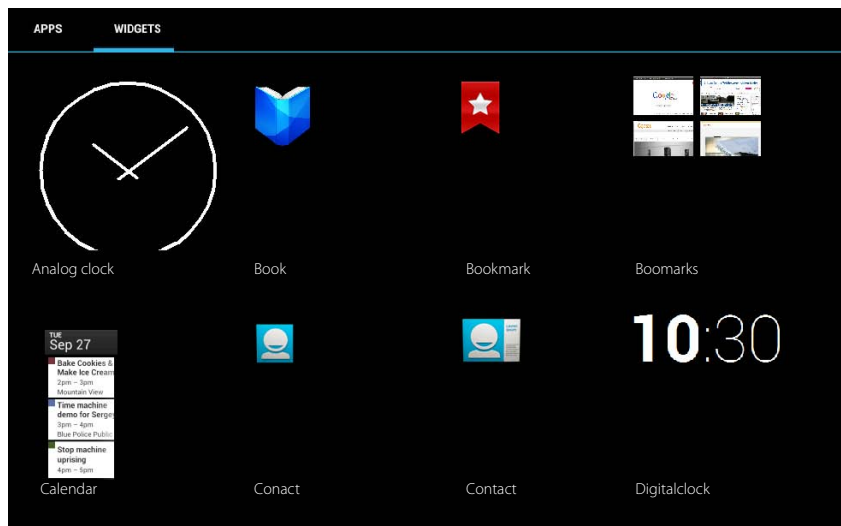 APPS WIDGETS
Analog clock Book Bookmark Boomarks
TUE
Sep 27
Bake Cookies &
Make Ice Cream
2pm – 3pm
Mountain View
Time machine
demo for Sergey
3pm – 4pm
Blue Police Public
Stop machine
uprising
4pm – 5pm
10:30
Calendar Conact Contact Digitalclock